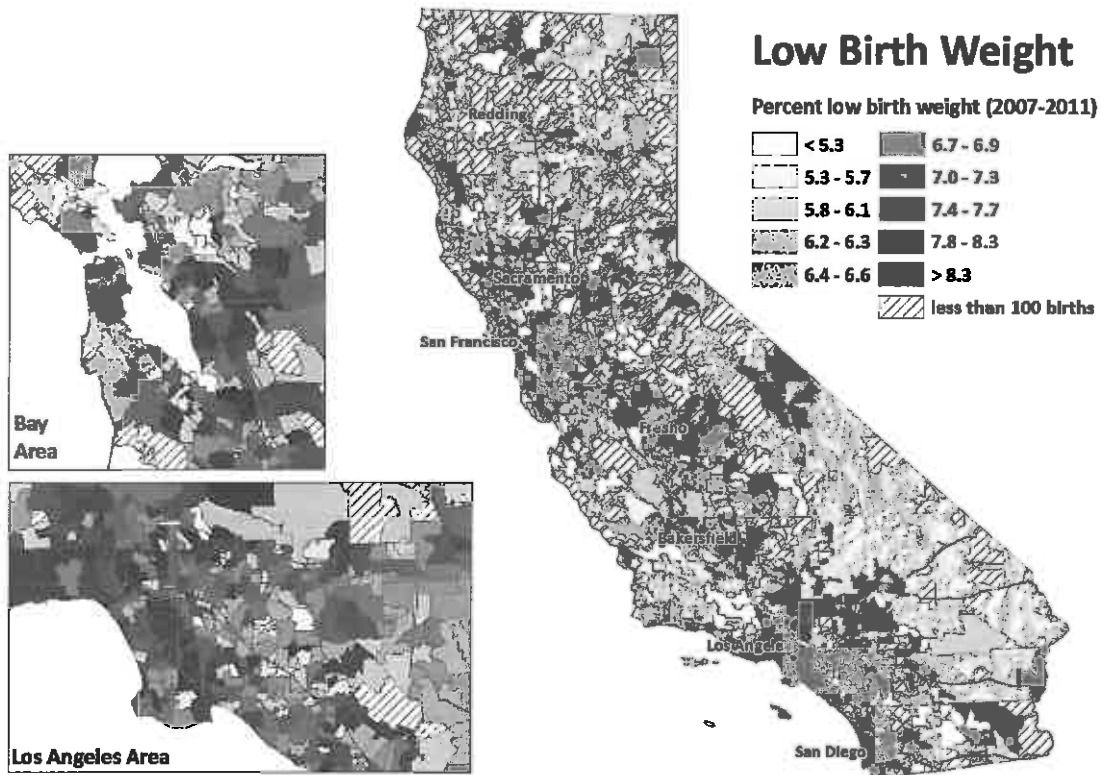 Low Birth Weight
Percent low birth weight (2007-2011)
< 5.3
5.3 - 5.7
5.8 - 6.1
6.2 - 6.3
6.4 - 6.6
6.7 - 6.9
7.0 - 7.3
7.4 - 7.7
7.8 - 8.3
> 8.3
less than 100 births
Redding
Sacramento
San Francisco
Fresno
Bakersfield
Los Angele
San Diego
Bay
Area
Los Angeles Area